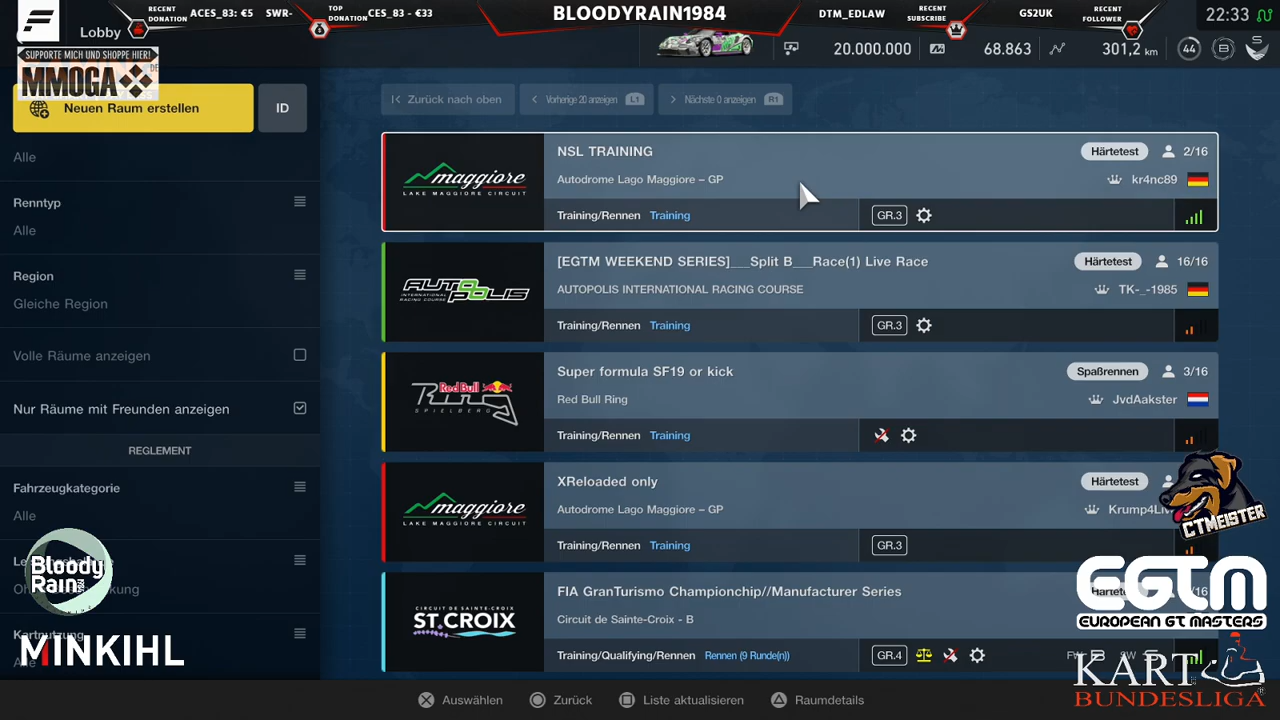 RECENT DONATION
ACES_83: €5
SWR-
TOP DONATION
CES_83 - €33
BLOODYRAIN1984
DTM_EDLAW
RECENT SUBSCRIBE
GS2UK
RECENT FOLLOWER
22:33
Lobby
20.000.000
68.863
301,2 km
44
B
S
SUPPORTE MICH UND SHOPPE HIER!
MMOGA
DE
Neuen Raum erstellen
ID
Zurück nach oben
Vorherige 20 anzeigen L1
Nächste 0 anzeigen R1
Alle
Renntyp
Alle
Region
Gleiche Region
Volle Räume anzeigen
Nur Räume mit Freunden anzeigen
REGLEMENT
Fahrzeugkategorie
Alle
Bloody Rain
MINKIHL
maggiore
LAKE MAGGIORE CIRCUIT
NSL TRAINING
Härtetest
2/16
Autodrome Lago Maggiore – GP
kr4nc89
Training/Rennen Training
GR.3
AUTOPOLIS
INTERNATIONAL RACING COURSE
[EGTM WEEKEND SERIES]___Split B___Race(1) Live Race
Härtetest
16/16
AUTOPOLIS INTERNATIONAL RACING COURSE
TK-_-1985
Training/Rennen Training
GR.3
Red Bull
Ring
SPIELBERG
Super formula SF19 or kick
Spaßrennen
3/16
Red Bull Ring
JvdAakster
Training/Rennen Training
maggiore
LAKE MAGGIORE CIRCUIT
XReloaded only
Härtetest
Autodrome Lago Maggiore – GP
Training/Rennen Training
GR.3
CTMEISTER
CIRCUIT DE SAINTE-CROIX
ST.CROIX
FIA GranTurismo Championchip//Manufacturer Series
Circuit de Sainte-Croix - B
Training/Qualifying/Rennen Rennen (9 Runde(n))
GR.4
EGTM
EUROPEAN GT MASTERS
KART
BUNDESLIGA
Auswählen
Zurück
Liste aktualisieren
Raumdetails